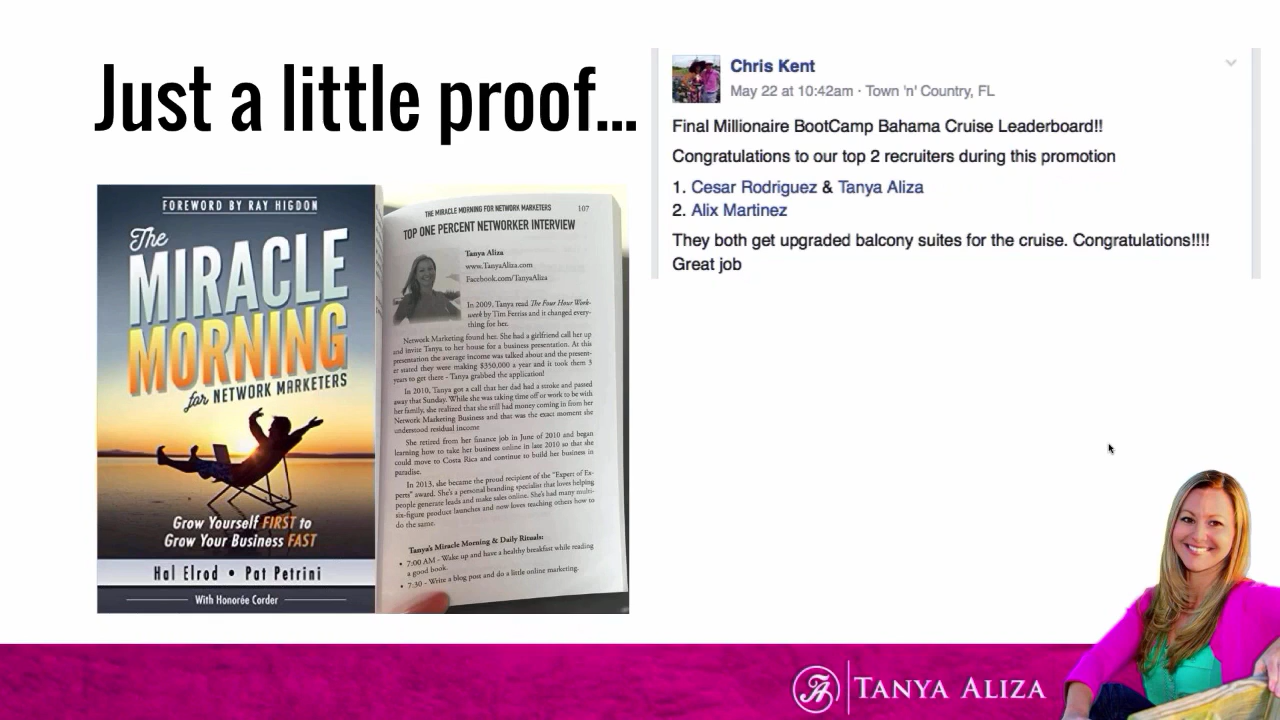 Just a little proof...
FOREWORD BY RAY HIGDON
The
MIRACLE
MORNING
for NETWORK MARKETERS
Grow Yourself FIRST to
Grow Your Business FAST
Hal Elrod • Pat Petrini
With Honorée Corder
THE MIRACLE MORNING FOR NETWORK MARKETERS 107
TOP ONE PERCENT NETWORKER INTERVIEW
Tanya Aliza
www.TanyaAliza.com
Facebook.com/TanyaAliza
In 2009, Tanya read The Four Hour Work-
week by Tim Ferriss and it changed every-
thing for her.
Network Marketing found her. She had a girlfriend call her up
and invite Tanya to her house for a business presentation. At this
presentation the average income was talked about and the present-
er stated they were making $350,000 a year and it took them 3
years to get there - Tanya grabbed the application!
In 2010, Tanya got a call that her dad had a stroke and passed
away that Sunday. While she was taking time off or work to be with
her family, she realized that she still had money coming in from her
Network Marketing Business and that was the exact moment she
understood residual income
She retired from her finance job in June of 2010 and began
learning how to take her business online in late 2010 so that she
could move to Costa Rica and continue to build her business in
paradise.
In 2013, she became the proud recipient of the "Expert of Ex-
perts" award. She's a personal branding specialist that loves helping
people generate leads and make sales online. She's had many multi-
six-figure product launches and now loves teaching others how to
do the same.
Tanya's Miracle Morning & Daily Rituals:
• 7:00 AM - Wake up and have a healthy breakfast while reading
a good book.
• 7:30 - Write a blog post and do a little online marketing.
Chris Kent
May 22 at 10:42am · Town 'n' Country, FL
Final Millionaire BootCamp Bahama Cruise Leaderboard!!
Congratulations to our top 2 recruiters during this promotion
1. Cesar Rodriguez & Tanya Aliza
2. Alix Martinez
They both get upgraded balcony suites for the cruise. Congratulations!!!!
Great job
TANYA ALIZA